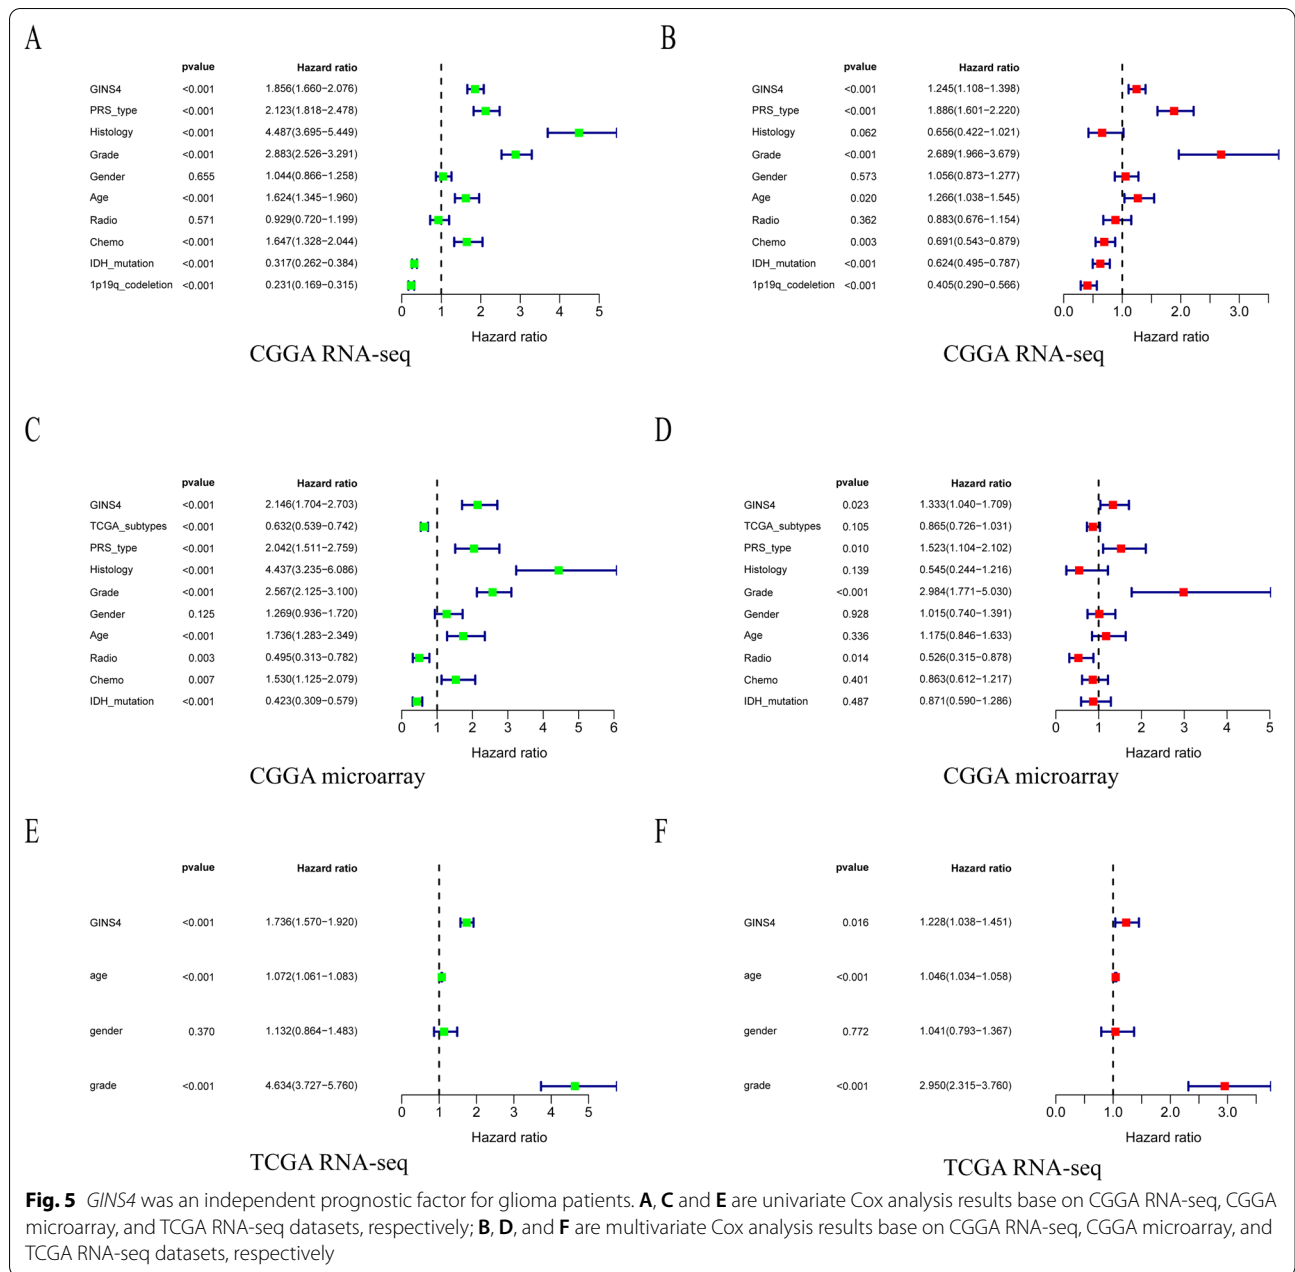 A
pvalue Hazard ratio
GINS4 <0.001 1.856(1.660−2.076)
PRS_type <0.001 2.123(1.818−2.478)
Histology <0.001 4.487(3.695−5.449)
Grade <0.001 2.883(2.526−3.291)
Gender 0.655 1.044(0.866−1.258)
Age <0.001 1.624(1.345−1.960)
Radio 0.571 0.929(0.720−1.199)
Chemo <0.001 1.647(1.328−2.044)
IDH_mutation <0.001 0.317(0.262−0.384)
1p19q_codeletion <0.001 0.231(0.169−0.315)
0 1 2 3 4 5
Hazard ratio
CGGA RNA-seq
B
pvalue Hazard ratio
GINS4 <0.001 1.245(1.108−1.398)
PRS_type <0.001 1.886(1.601−2.220)
Histology 0.062 0.656(0.422−1.021)
Grade <0.001 2.689(1.966−3.679)
Gender 0.573 1.056(0.873−1.277)
Age 0.020 1.266(1.038−1.545)
Radio 0.362 0.883(0.676−1.154)
Chemo 0.003 0.691(0.543−0.879)
IDH_mutation <0.001 0.624(0.495−0.787)
1p19q_codeletion <0.001 0.405(0.290−0.566)
0.0 1.0 2.0 3.0
Hazard ratio
CGGA RNA-seq
C
pvalue Hazard ratio
GINS4 <0.001 2.146(1.704−2.703)
TCGA_subtypes <0.001 0.632(0.539−0.742)
PRS_type <0.001 2.042(1.511−2.759)
Histology <0.001 4.437(3.235−6.086)
Grade <0.001 2.567(2.125−3.100)
Gender 0.125 1.269(0.936−1.720)
Age <0.001 1.736(1.283−2.349)
Radio 0.003 0.495(0.313−0.782)
Chemo 0.007 1.530(1.125−2.079)
IDH_mutation <0.001 0.423(0.309−0.579)
0 1 2 3 4 5 6
Hazard ratio
CGGA microarray
D
pvalue Hazard ratio
GINS4 0.023 1.333(1.040−1.709)
TCGA_subtypes 0.105 0.865(0.726−1.031)
PRS_type 0.010 1.523(1.104−2.102)
Histology 0.139 0.545(0.244−1.216)
Grade <0.001 2.984(1.771−5.030)
Gender 0.928 1.015(0.740−1.391)
Age 0.336 1.175(0.846−1.633)
Radio 0.014 0.526(0.315−0.878)
Chemo 0.401 0.863(0.612−1.217)
IDH_mutation 0.487 0.871(0.590−1.286)
0 1 2 3 4 5
Hazard ratio
CGGA microarray
E
pvalue Hazard ratio
GINS4 <0.001 1.736(1.570−1.920)
age <0.001 1.072(1.061−1.083)
gender 0.370 1.132(0.864−1.483)
grade <0.001 4.634(3.727−5.760)
0 1 2 3 4 5
Hazard ratio
TCGA RNA-seq
F
pvalue Hazard ratio
GINS4 0.016 1.228(1.038−1.451)
age <0.001 1.046(1.034−1.058)
gender 0.772 1.041(0.793−1.367)
grade <0.001 2.950(2.315−3.760)
0.0 1.0 2.0 3.0
Hazard ratio
TCGA RNA-seq
Fig. 5 GINS4 was an independent prognostic factor for glioma patients. A, C and E are univariate Cox analysis results base on CGGA RNA-seq, CGGA
microarray, and TCGA RNA-seq datasets, respectively; B, D, and F are multivariate Cox analysis results base on CGGA RNA-seq, CGGA microarray, and
TCGA RNA-seq datasets, respectively